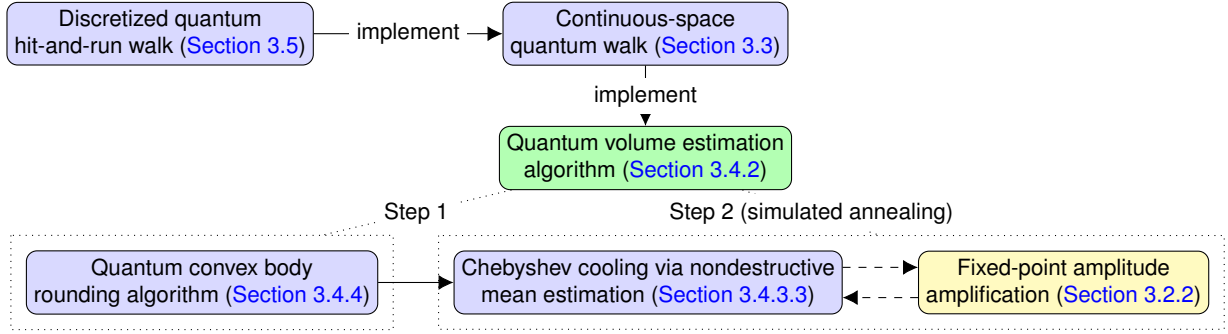 Discretized quantum
hit-and-run walk (Section 3.5)
implement
Continuous-space
quantum walk (Section 3.3)
implement
Quantum volume estimation
algorithm (Section 3.4.2)
Step 1
Step 2 (simulated annealing)
Quantum convex body
rounding algorithm (Section 3.4.4)
Chebyshev cooling via nondestructive
mean estimation (Section 3.4.3.3)
Fixed-point amplitude
amplification (Section 3.2.2)